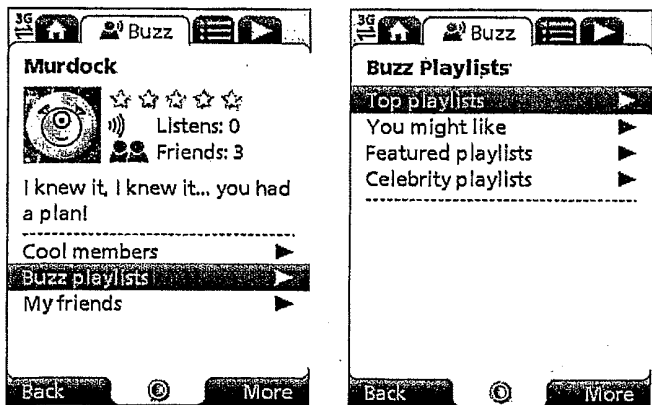 3G
Buzz
Murdock
Listens: 0
Friends: 3
I knew it, I knew it... you had
a plan!
Cool members
Buzz playlists
My friends
Back
More
3G
Buzz
Buzz Playlists
Top playlists
You might like
Featured playlists
Celebrity playlists
Back
More